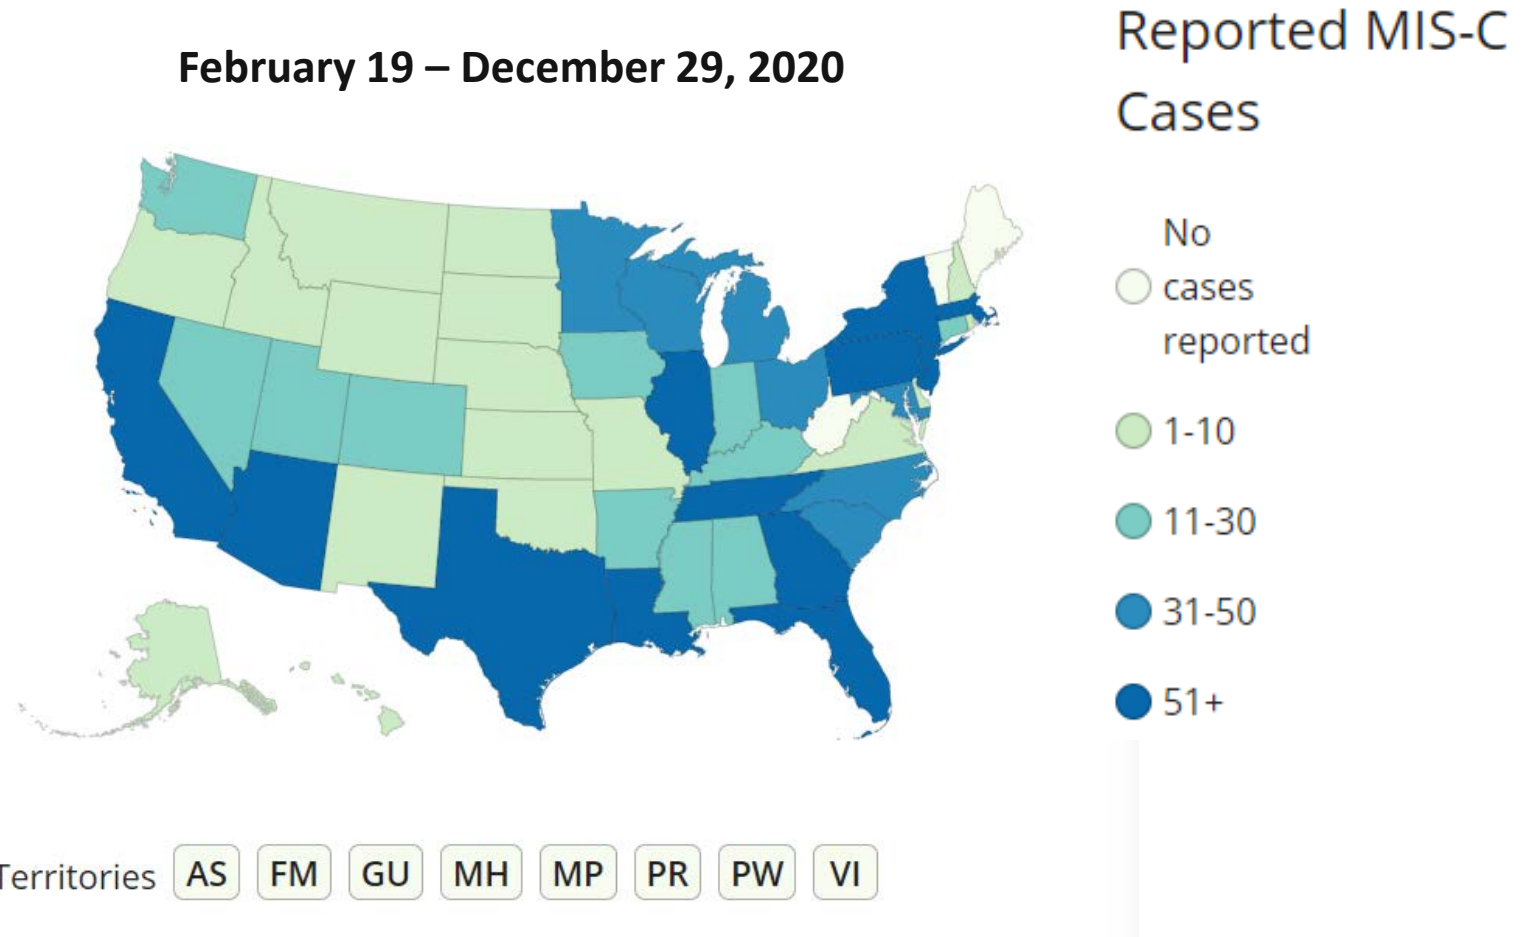 February 19 – December 29, 2020
Reported MIS-C
Cases
No
cases
reported
1-10
11-30
31-50
51+
Territories AS FM GU MH MP PR PW VI